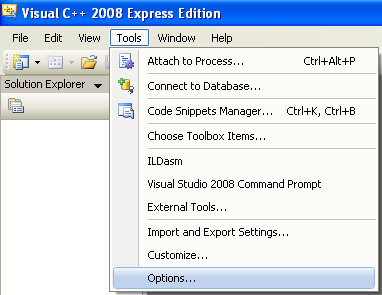 Visual C++ 2008 Express Edition
File Edit View Tools Window Help
Attach to Process... Ctrl+Alt+P
Solution Explorer
Connect to Database...
Code Snippets Manager... Ctrl+K, Ctrl+B
Choose Toolbox Items...
ILDasm
Visual Studio 2008 Command Prompt
External Tools...
Import and Export Settings...
Customize...
Options...